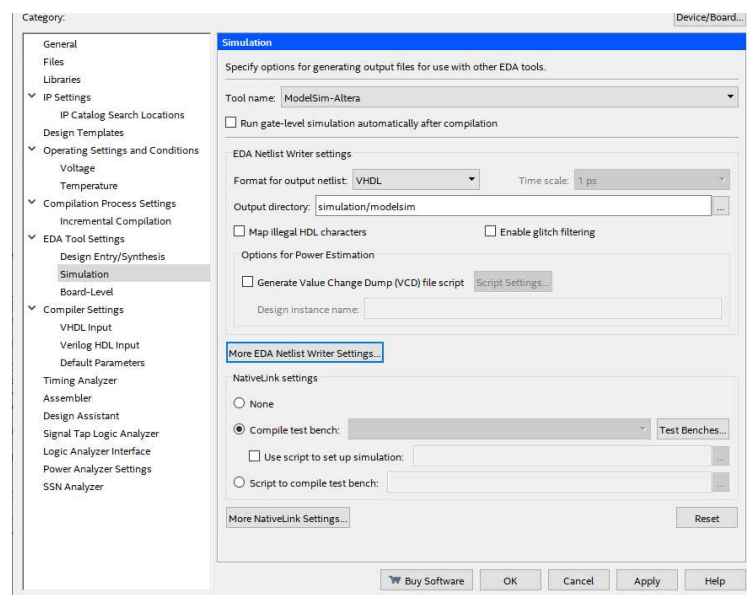 Category:
Device/Board...
General
Files
Libraries
IP Settings
IP Catalog Search Locations
Design Templates
Operating Settings and Conditions
Voltage
Temperature
Compilation Process Settings
Incremental Compilation
EDA Tool Settings
Design Entry/Synthesis
Simulation
Board-Level
Compiler Settings
VHDL Input
Verilog HDL Input
Default Parameters
Timing Analyzer
Assembler
Design Assistant
Signal Tap Logic Analyzer
Logic Analyzer Interface
Power Analyzer Settings
SSN Analyzer
Simulation
Specify options for generating output files for use with other EDA tools.
Tool name: ModelSim-Altera
Run gate-level simulation automatically after compilation
EDA Netlist Writer settings
Format for output netlist: VHDL Time scale: 1 ps
Output directory: simulation/modelsim ...
Map illegal HDL characters Enable glitch filtering
Options for Power Estimation
Generate Value Change Dump (VCD) file script Script Settings...
Design instance name:
More EDA Netlist Writer Settings...
NativeLink settings
None
Compile test bench: Test Benches...
Use script to set up simulation: ...
Script to compile test bench: ...
More NativeLink Settings... Reset
Buy Software OK Cancel Apply Help